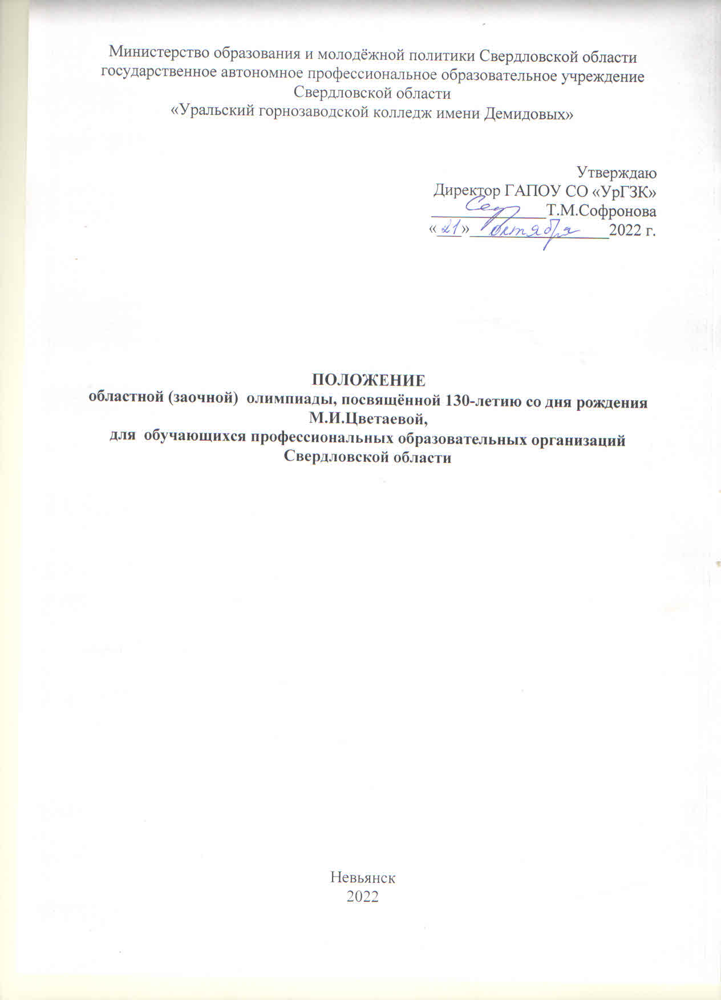 Министерство образования и молодёжной политики Свердловской области
государственное автономное профессиональное образовательное учреждение
Свердловской области
«Уральский горнозаводской колледж имени Демидовых»
Утверждаю
Директор ГАПОУ СО «УрГЗК»
______________Т.М.Софронова
«21» октября 2022 г.
ПОЛОЖЕНИЕ
областной (заочной) олимпиады, посвящённой 130-летию со дня рождения
М.И.Цветаевой,
для обучающихся профессиональных образовательных организаций
Свердловской области
Невьянск
2022